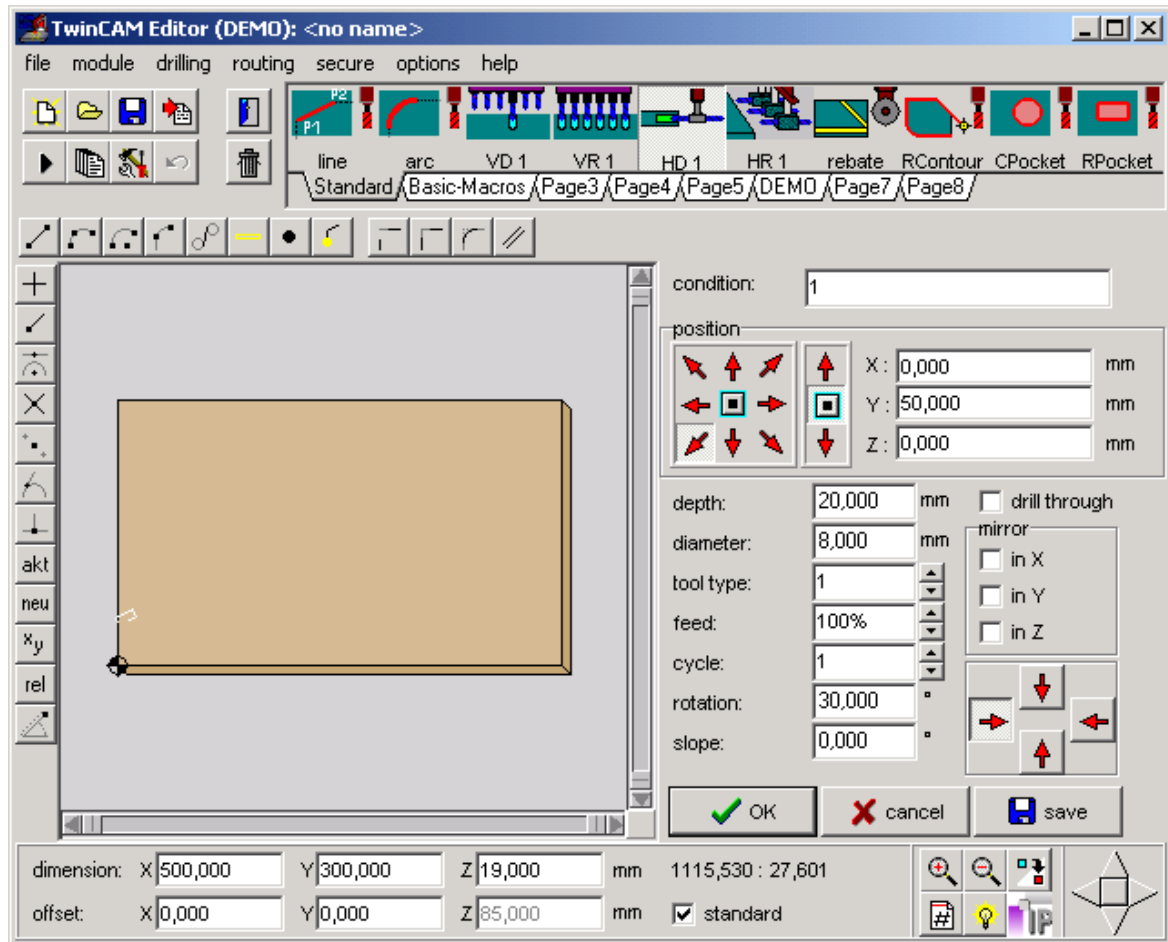 TwinCAM Editor (DEMO): <no name>
file module drilling routing secure options help
P2
P1
line arc VD 1 VR 1 HD 1 HR 1 rebate RContour CPocket RPocket
Standard Basic-Macros Page3 Page4 Page5 DEMO Page7 Page8
condition: 1
position
X : 0,000 mm
Y : 50,000 mm
Z : 0,000 mm
depth: 20,000 mm drill through
diameter: 8,000 mm mirror
in X
tool type: 1
in Y
feed: 100%
in Z
cycle: 1
rotation: 30,000 °
slope: 0,000 °
akt
neu
xy
rel
OK cancel save
dimension: X 500,000 Y 300,000 Z 19,000 mm 1115,530 : 27,601
offset: X 0,000 Y 0,000 Z 85,000 mm standard
# IP